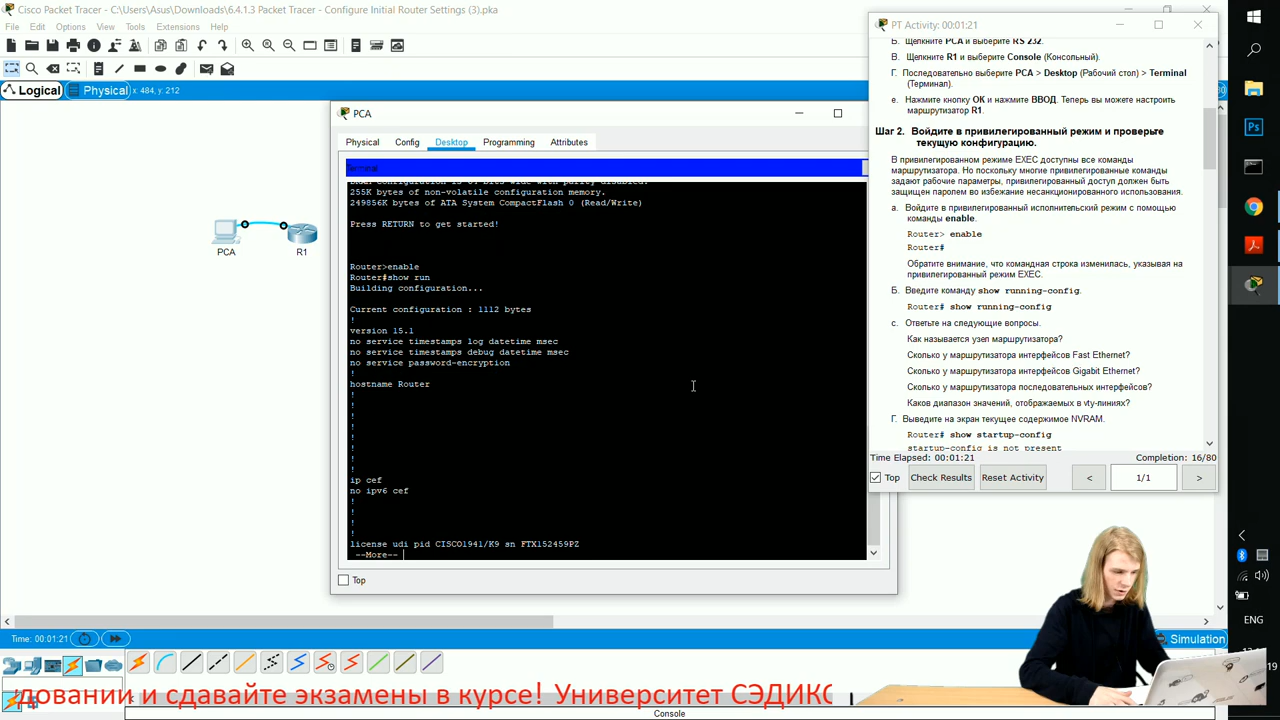 Cisco Packet Tracer - C:\Users\Asus\Downloads\6.4.1.3 Packet Tracer - Configure Initial Router Settings (3).pka
File Edit Options View Tools Extensions Help
Logical Physical x: 484, y: 212
PCA
R1
PCA
Physical Config Desktop Programming Attributes
Terminal
255K bytes of non-volatile configuration memory.
249856K bytes of ATA System CompactFlash 0 (Read/Write)
Press RETURN to get started!
Router>enable
Router#show run
Building configuration...
Current configuration : 1112 bytes
!
version 15.1
no service timestamps log datetime msec
no service timestamps debug datetime msec
no service password-encryption
!
hostname Router
!
!
!
!
!
!
!
!
ip cef
no ipv6 cef
!
!
!
!
license udi pid CISCO1941/K9 sn FTX152459PZ
--More--
Top
PT Activity: 00:01:21
Б. Щелкните PCA и выберите RS 232.
В. Щелкните R1 и выберите Console (Консольный).
Г. Последовательно выберите PCA > Desktop (Рабочий стол) > Terminal
(Терминал).
е. Нажмите кнопку ОК и нажмите ВВОД. Теперь вы можете настроить
маршрутизатор R1.
Шаг 2. Войдите в привилегированный режим и проверьте
текущую конфигурацию.
В привилегированном режиме EXEC доступны все команды
маршрутизатора. Но поскольку многие привилегированные команды
задают рабочие параметры, привилегированный доступ должен быть
защищен паролем во избежание несанкционированного использования.
а. Войдите в привилегированный исполнительский режим с помощью
команды enable.
Router> enable
Router#
Обратите внимание, что командная строка изменилась, указывая на
привилегированный режим EXEC.
Б. Введите команду show running-config.
Router# show running-config
с. Ответьте на следующие вопросы.
Как называется узел маршрутизатора?
Сколько у маршрутизатора интерфейсов Fast Ethernet?
Сколько у маршрутизатора интерфейсов Gigabit Ethernet?
Сколько у маршрутизатора последовательных интерфейсов?
Каков диапазон значений, отображаемых в vty-линиях?
Г. Выведите на экран текущее содержимое NVRAM.
Router# show startup-config
startup-config is not present
Time Elapsed: 00:01:21 Completion: 16/80
Top Check Results Reset Activity < 1/1 >
Time: 00:01:21
Simulation
ENG
довании и сдавайте экзамены в курсе! Университет СЭДИКС
Console